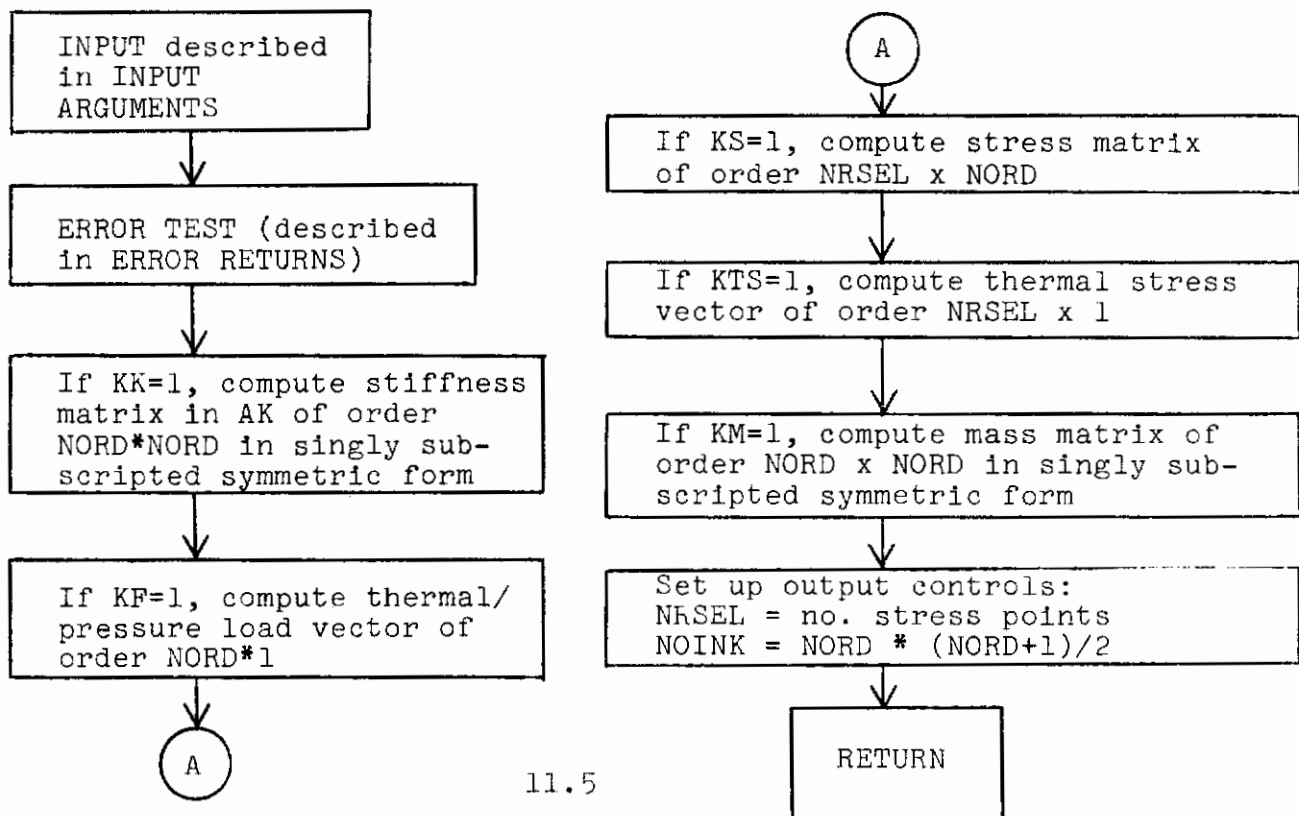 INPUT described
in INPUT
ARGUMENTS
ERROR TEST (described
in ERROR RETURNS)
If KK=1, compute stiffness
matrix in AK of order
NORD*NORD in singly sub-
scripted symmetric form
If KF=1, compute thermal/
pressure load vector of
order NORD*1
A
A
If KS=1, compute stress matrix
of order NRSEL x NORD
If KTS=1, compute thermal stress
vector of order NRSEL x 1
If KM=1, compute mass matrix of
order NORD x NORD in singly sub-
scripted symmetric form
Set up output controls:
NRSEL = no. stress points
NOINK = NORD * (NORD+1)/2
RETURN
11.5